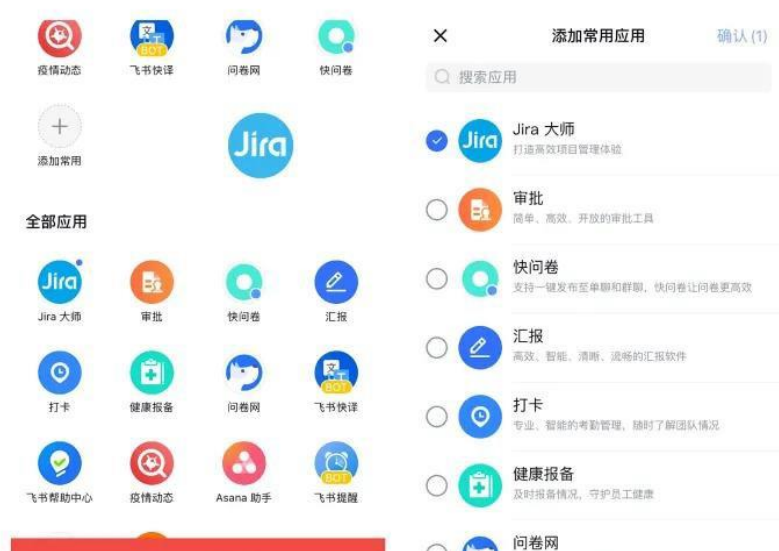 BOT
疫情动态
飞书快译
问卷网
快问卷
添加常用
Jira
全部应用
Jira
Jira 大师
审批
快问卷
汇报
BOT
打卡
健康报备
问卷网
飞书快译
BOT
飞书帮助中心
疫情动态
Asana 助手
飞书提醒
添加常用应用
确认 (1)
搜索应用
Jira
Jira 大师
打造高效项目管理体验
审批
简单、高效、开放的审批工具
快问卷
支持一键发布至单聊和群聊，快问卷让问卷更高效
汇报
高效、智能、清晰、流畅的汇报软件
打卡
专业、智能的考勤管理，随时了解团队情况
健康报备
及时报备情况，守护员工健康
问卷网